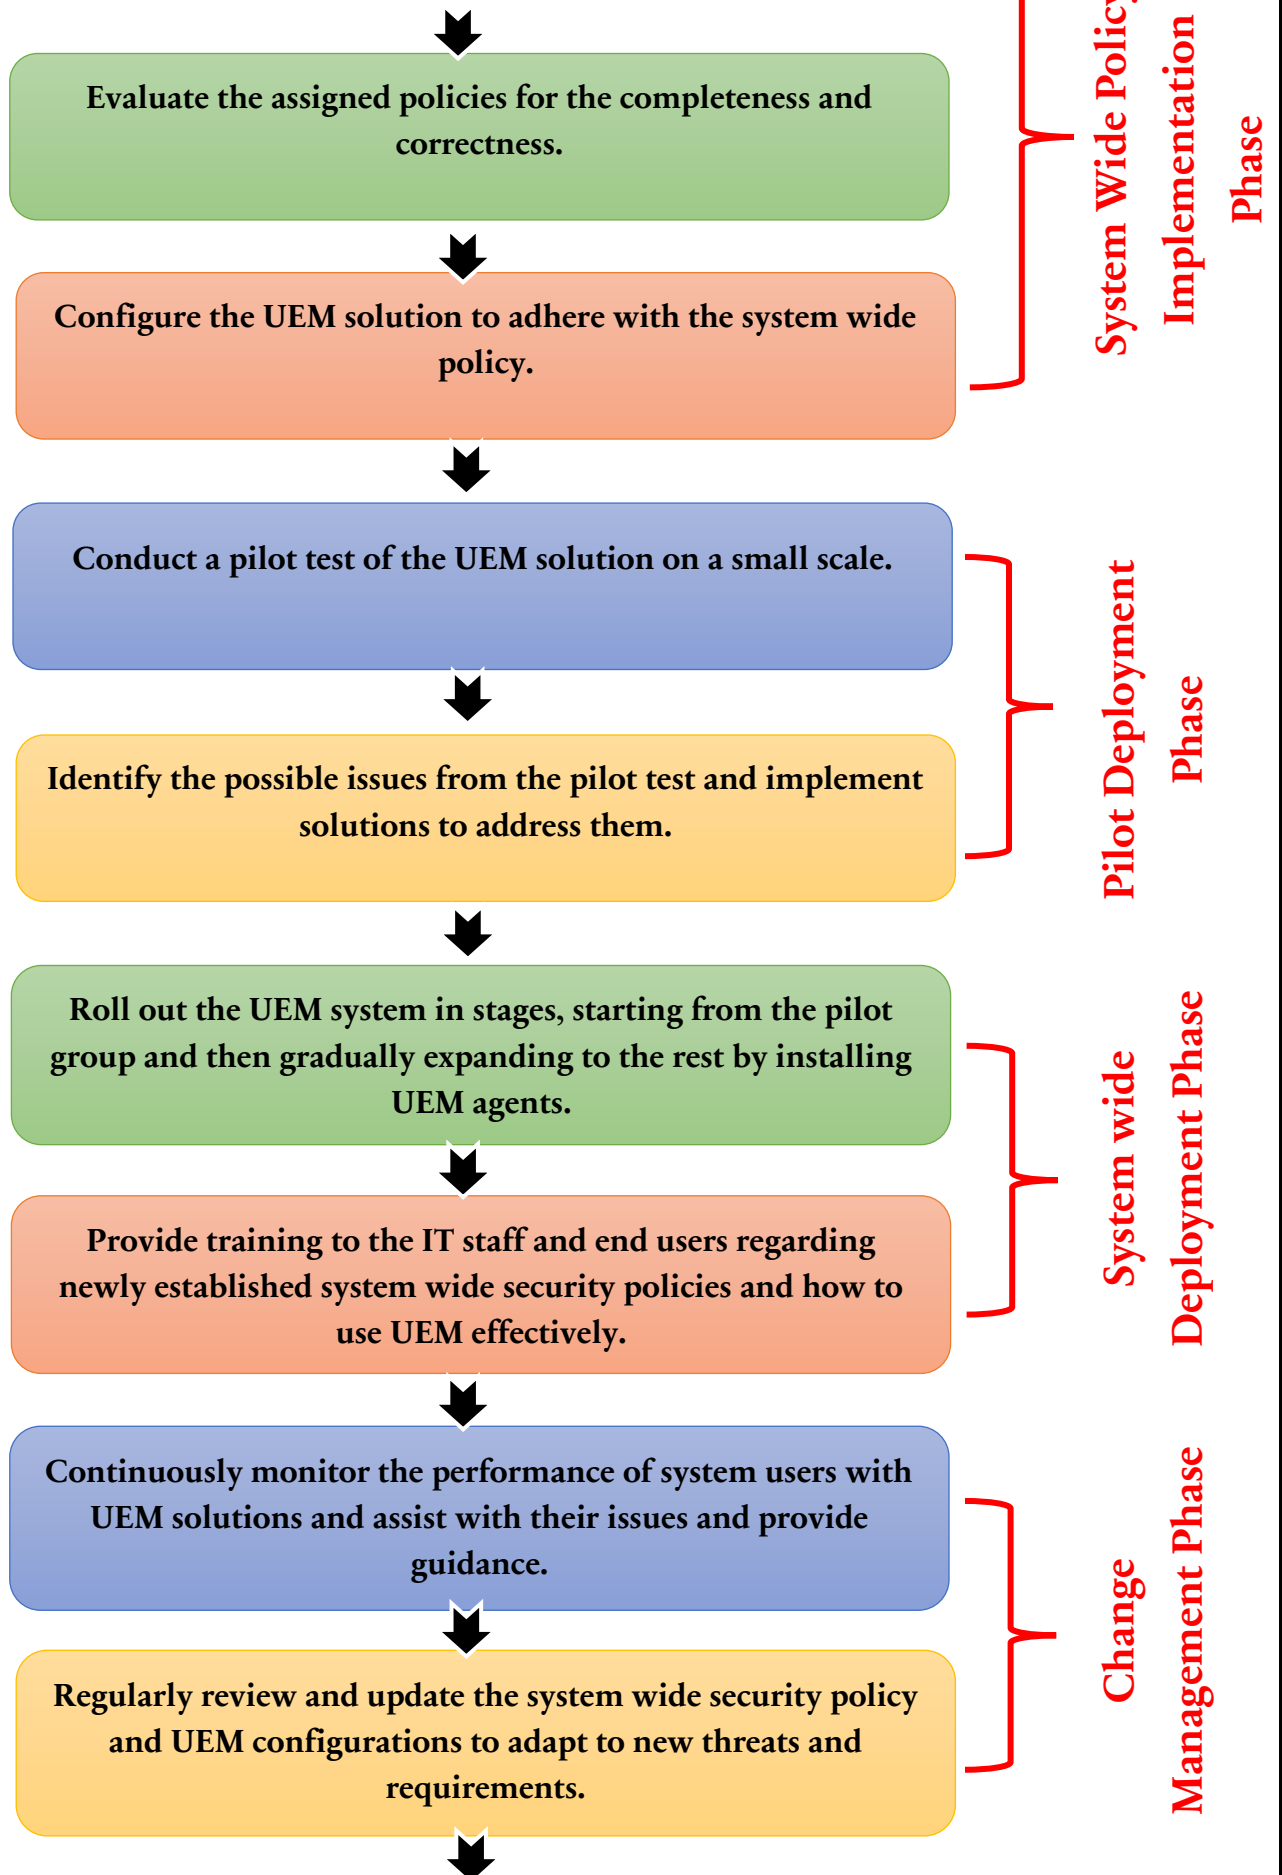 Evaluate the assigned policies for the completeness and
correctness.
Configure the UEM solution to adhere with the system wide
policy.
System Wide Policy
Implementation
Phase
Conduct a pilot test of the UEM solution on a small scale.
Identify the possible issues from the pilot test and implement
solutions to address them.
Pilot Deployment
Phase
Roll out the UEM system in stages, starting from the pilot
group and then gradually expanding to the rest by installing
UEM agents.
Provide training to the IT staff and end users regarding
newly established system wide security policies and how to
use UEM effectively.
System wide
Deployment Phase
Continuously monitor the performance of system users with
UEM solutions and assist with their issues and provide
guidance.
Regularly review and update the system wide security policy
and UEM configurations to adapt to new threats and
requirements.
Change
Management Phase